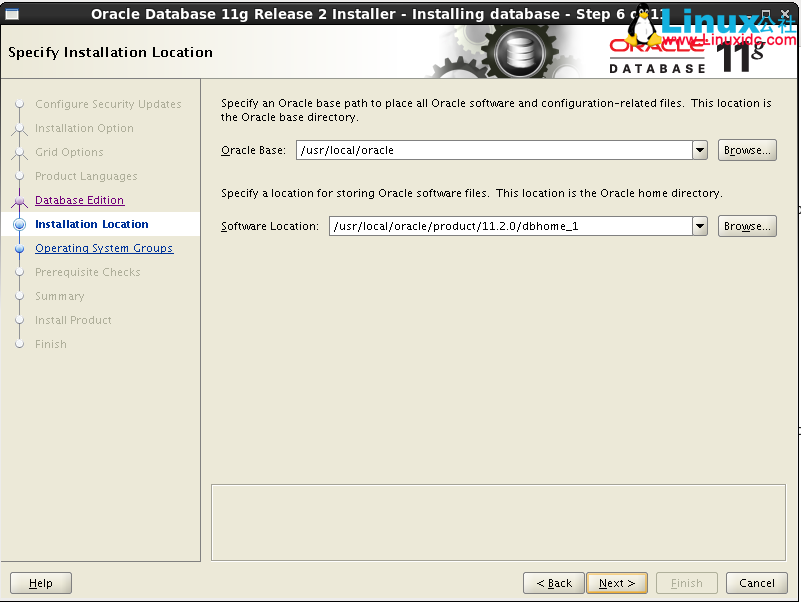 Oracle Database 11g Release 2 Installer - Installing database - Step 6 of 11
Linux公社
www.Linuxidc.com
Specify Installation Location
ORACLE
DATABASE
11g
Configure Security Updates
Installation Option
Grid Options
Product Languages
Database Edition
Installation Location
Operating System Groups
Prerequisite Checks
Summary
Install Product
Finish
Specify an Oracle base path to place all Oracle software and configuration-related files. This location is
the Oracle base directory.
Oracle Base: /usr/local/oracle Browse...
Specify a location for storing Oracle software files. This location is the Oracle home directory.
Software Location: /usr/local/oracle/product/11.2.0/dbhome_1 Browse...
Help < Back Next > Finish Cancel